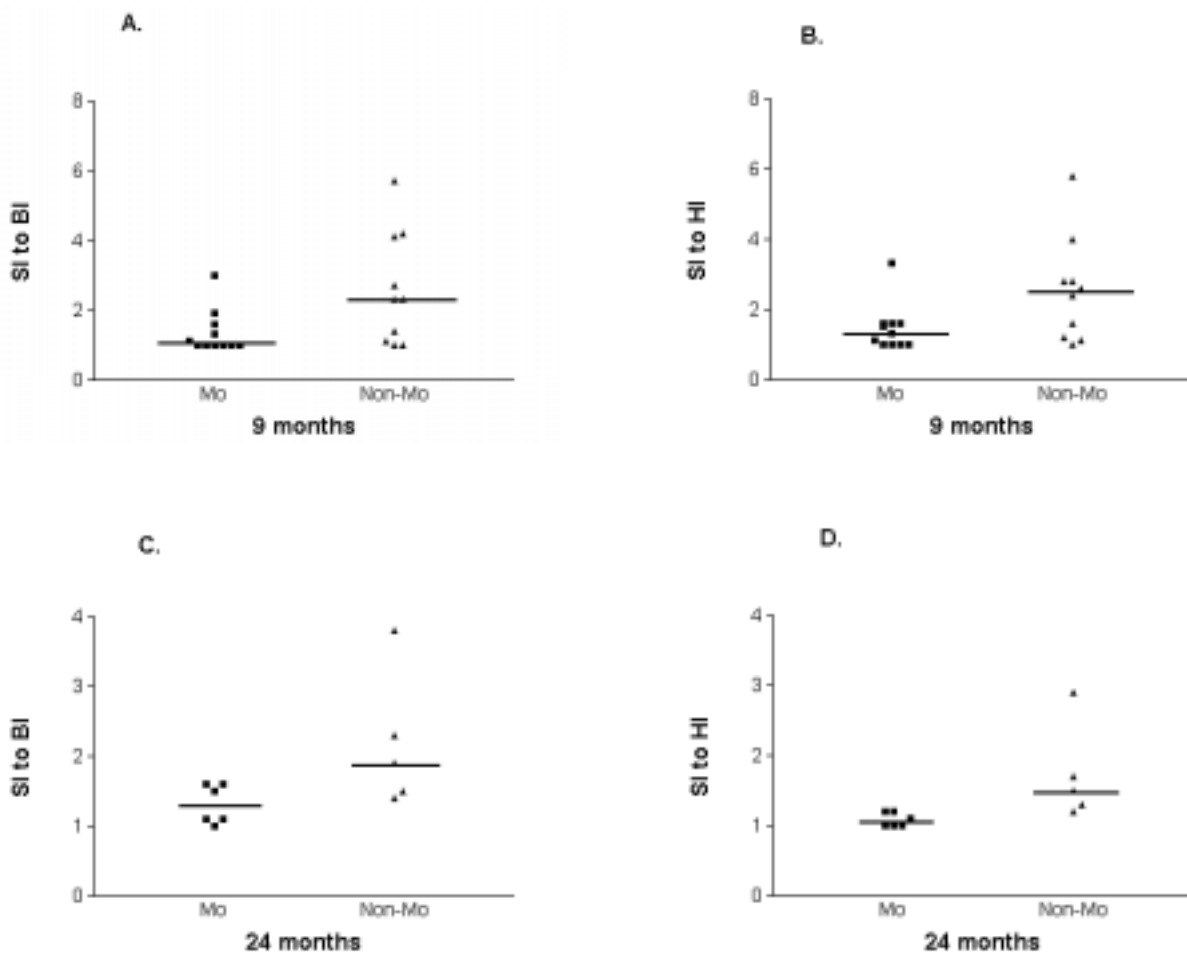 A.
8
6
4
2
0
SI to BI
Mo Non-Mo
9 months
B.
8
6
4
2
0
SI to HI
Mo Non-Mo
9 months
C.
4
3
2
1
0
SI to BI
Mo Non-Mo
24 months
D.
4
3
2
1
0
SI to HI
Mo Non-Mo
24 months